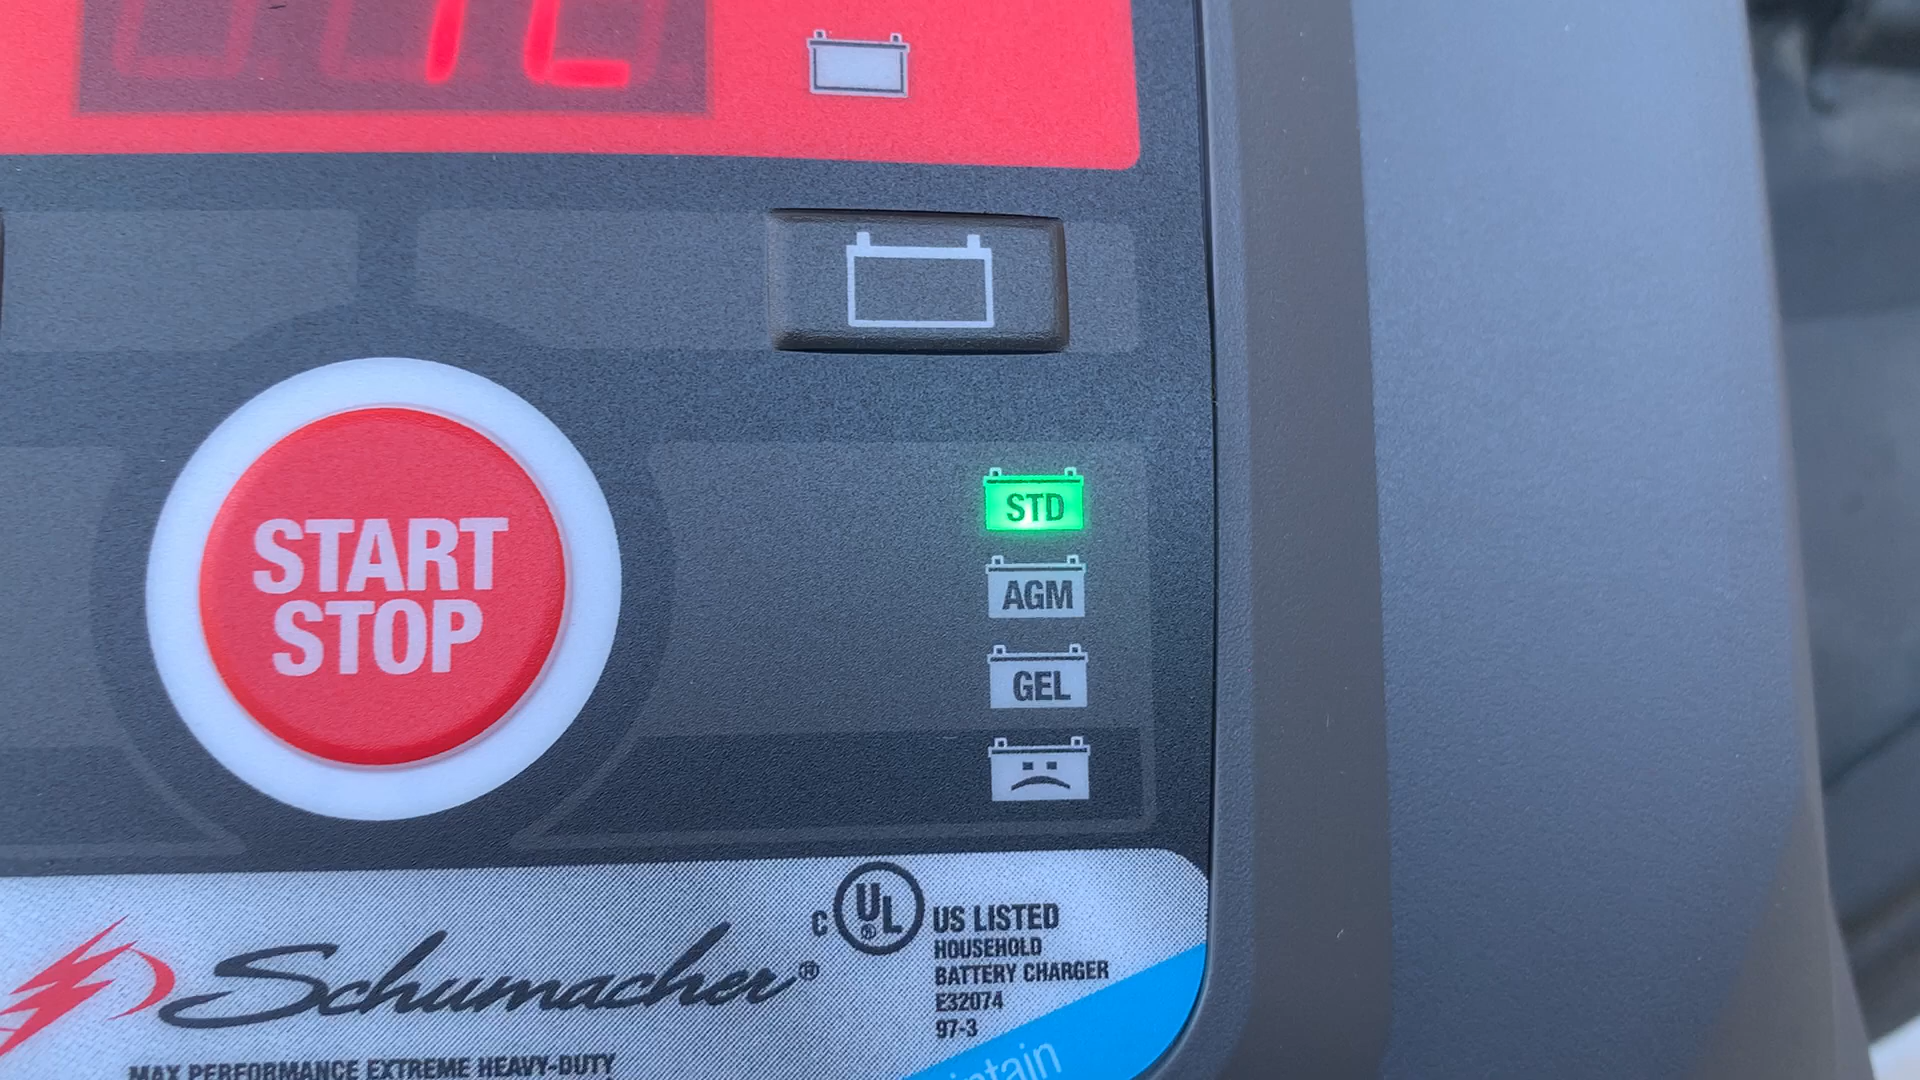 START
STOP
STD
AGM
GEL
C UL ® US LISTED
HOUSEHOLD
BATTERY CHARGER
E32074
97-3
Schumacher®
MAX PERFORMANCE EXTREME HEAVY-DUTY